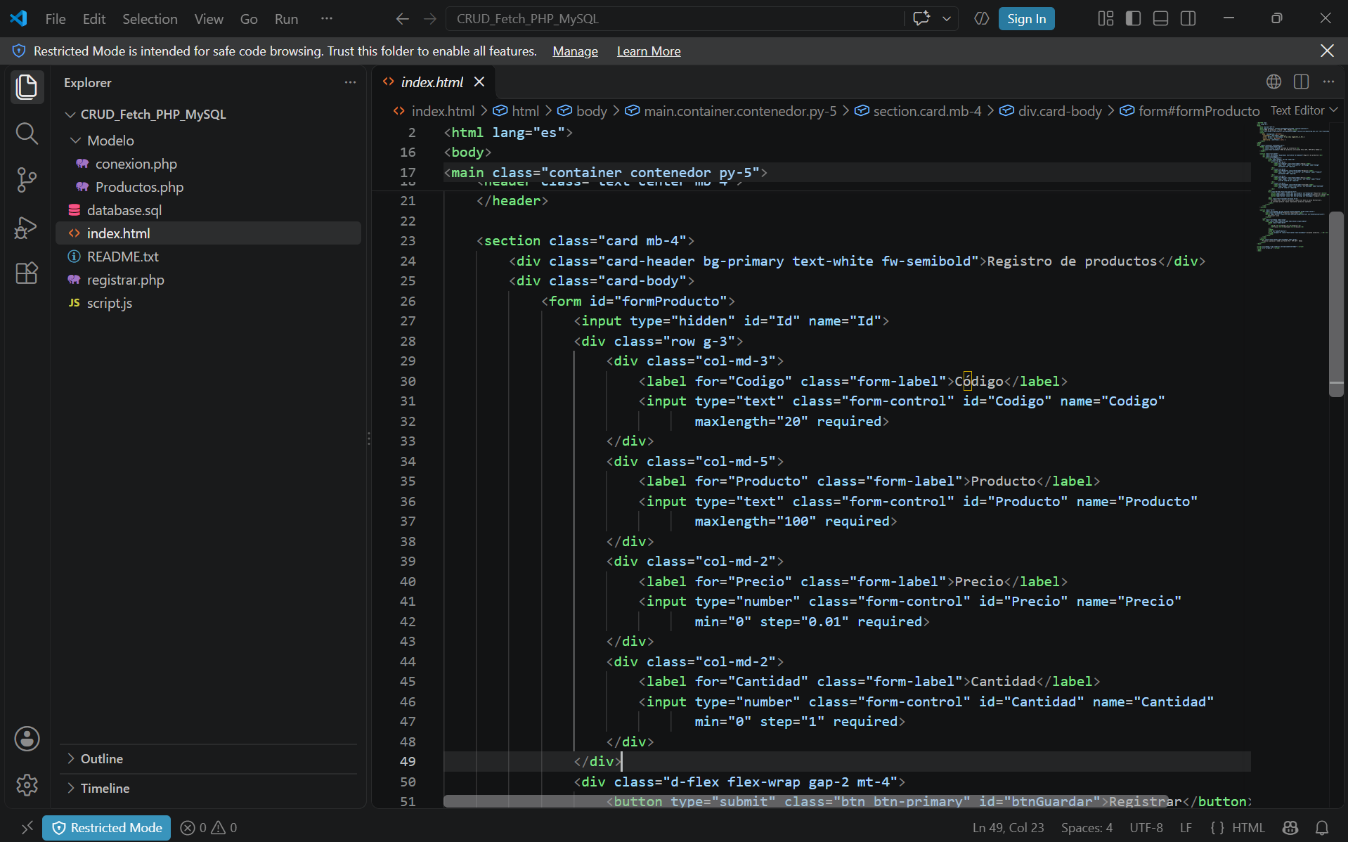 File Edit Selection View Go Run ··· CRUD_Fetch_PHP_MySQL Sign In
Restricted Mode is intended for safe code browsing. Trust this folder to enable all features. Manage Learn More
Explorer
CRUD_Fetch_PHP_MySQL
Modelo
conexion.php
Productos.php
database.sql
index.html
README.txt
registrar.php
JS script.js
Outline
Timeline
index.html
index.html > html > body > main.container.contenedor.py-5 > section.card.mb-4 > div.card-body > form#formProducto Text Editor
2 <html lang="es">
16 <body>
17 <main class="container contenedor py-5">
18 <header class="text-center mb-4">
21 </header>
22
23 <section class="card mb-4">
24 <div class="card-header bg-primary text-white fw-semibold">Registro de productos</div>
25 <div class="card-body">
26 <form id="formProducto">
27 <input type="hidden" id="Id" name="Id">
28 <div class="row g-3">
29 <div class="col-md-3">
30 <label for="Codigo" class="form-label">Código</label>
31 <input type="text" class="form-control" id="Codigo" name="Codigo"
32 maxlength="20" required>
33 </div>
34 <div class="col-md-5">
35 <label for="Producto" class="form-label">Producto</label>
36 <input type="text" class="form-control" id="Producto" name="Producto"
37 maxlength="100" required>
38 </div>
39 <div class="col-md-2">
40 <label for="Precio" class="form-label">Precio</label>
41 <input type="number" class="form-control" id="Precio" name="Precio"
42 min="0" step="0.01" required>
43 </div>
44 <div class="col-md-2">
45 <label for="Cantidad" class="form-label">Cantidad</label>
46 <input type="number" class="form-control" id="Cantidad" name="Cantidad"
47 min="0" step="1" required>
48 </div>
49 </div>
50 <div class="d-flex flex-wrap gap-2 mt-4">
51 <button type="submit" class="btn btn-primary" id="btnGuardar">Registrar</button>
Restricted Mode 0 0 Ln 49, Col 23 Spaces: 4 UTF-8 LF { } HTML